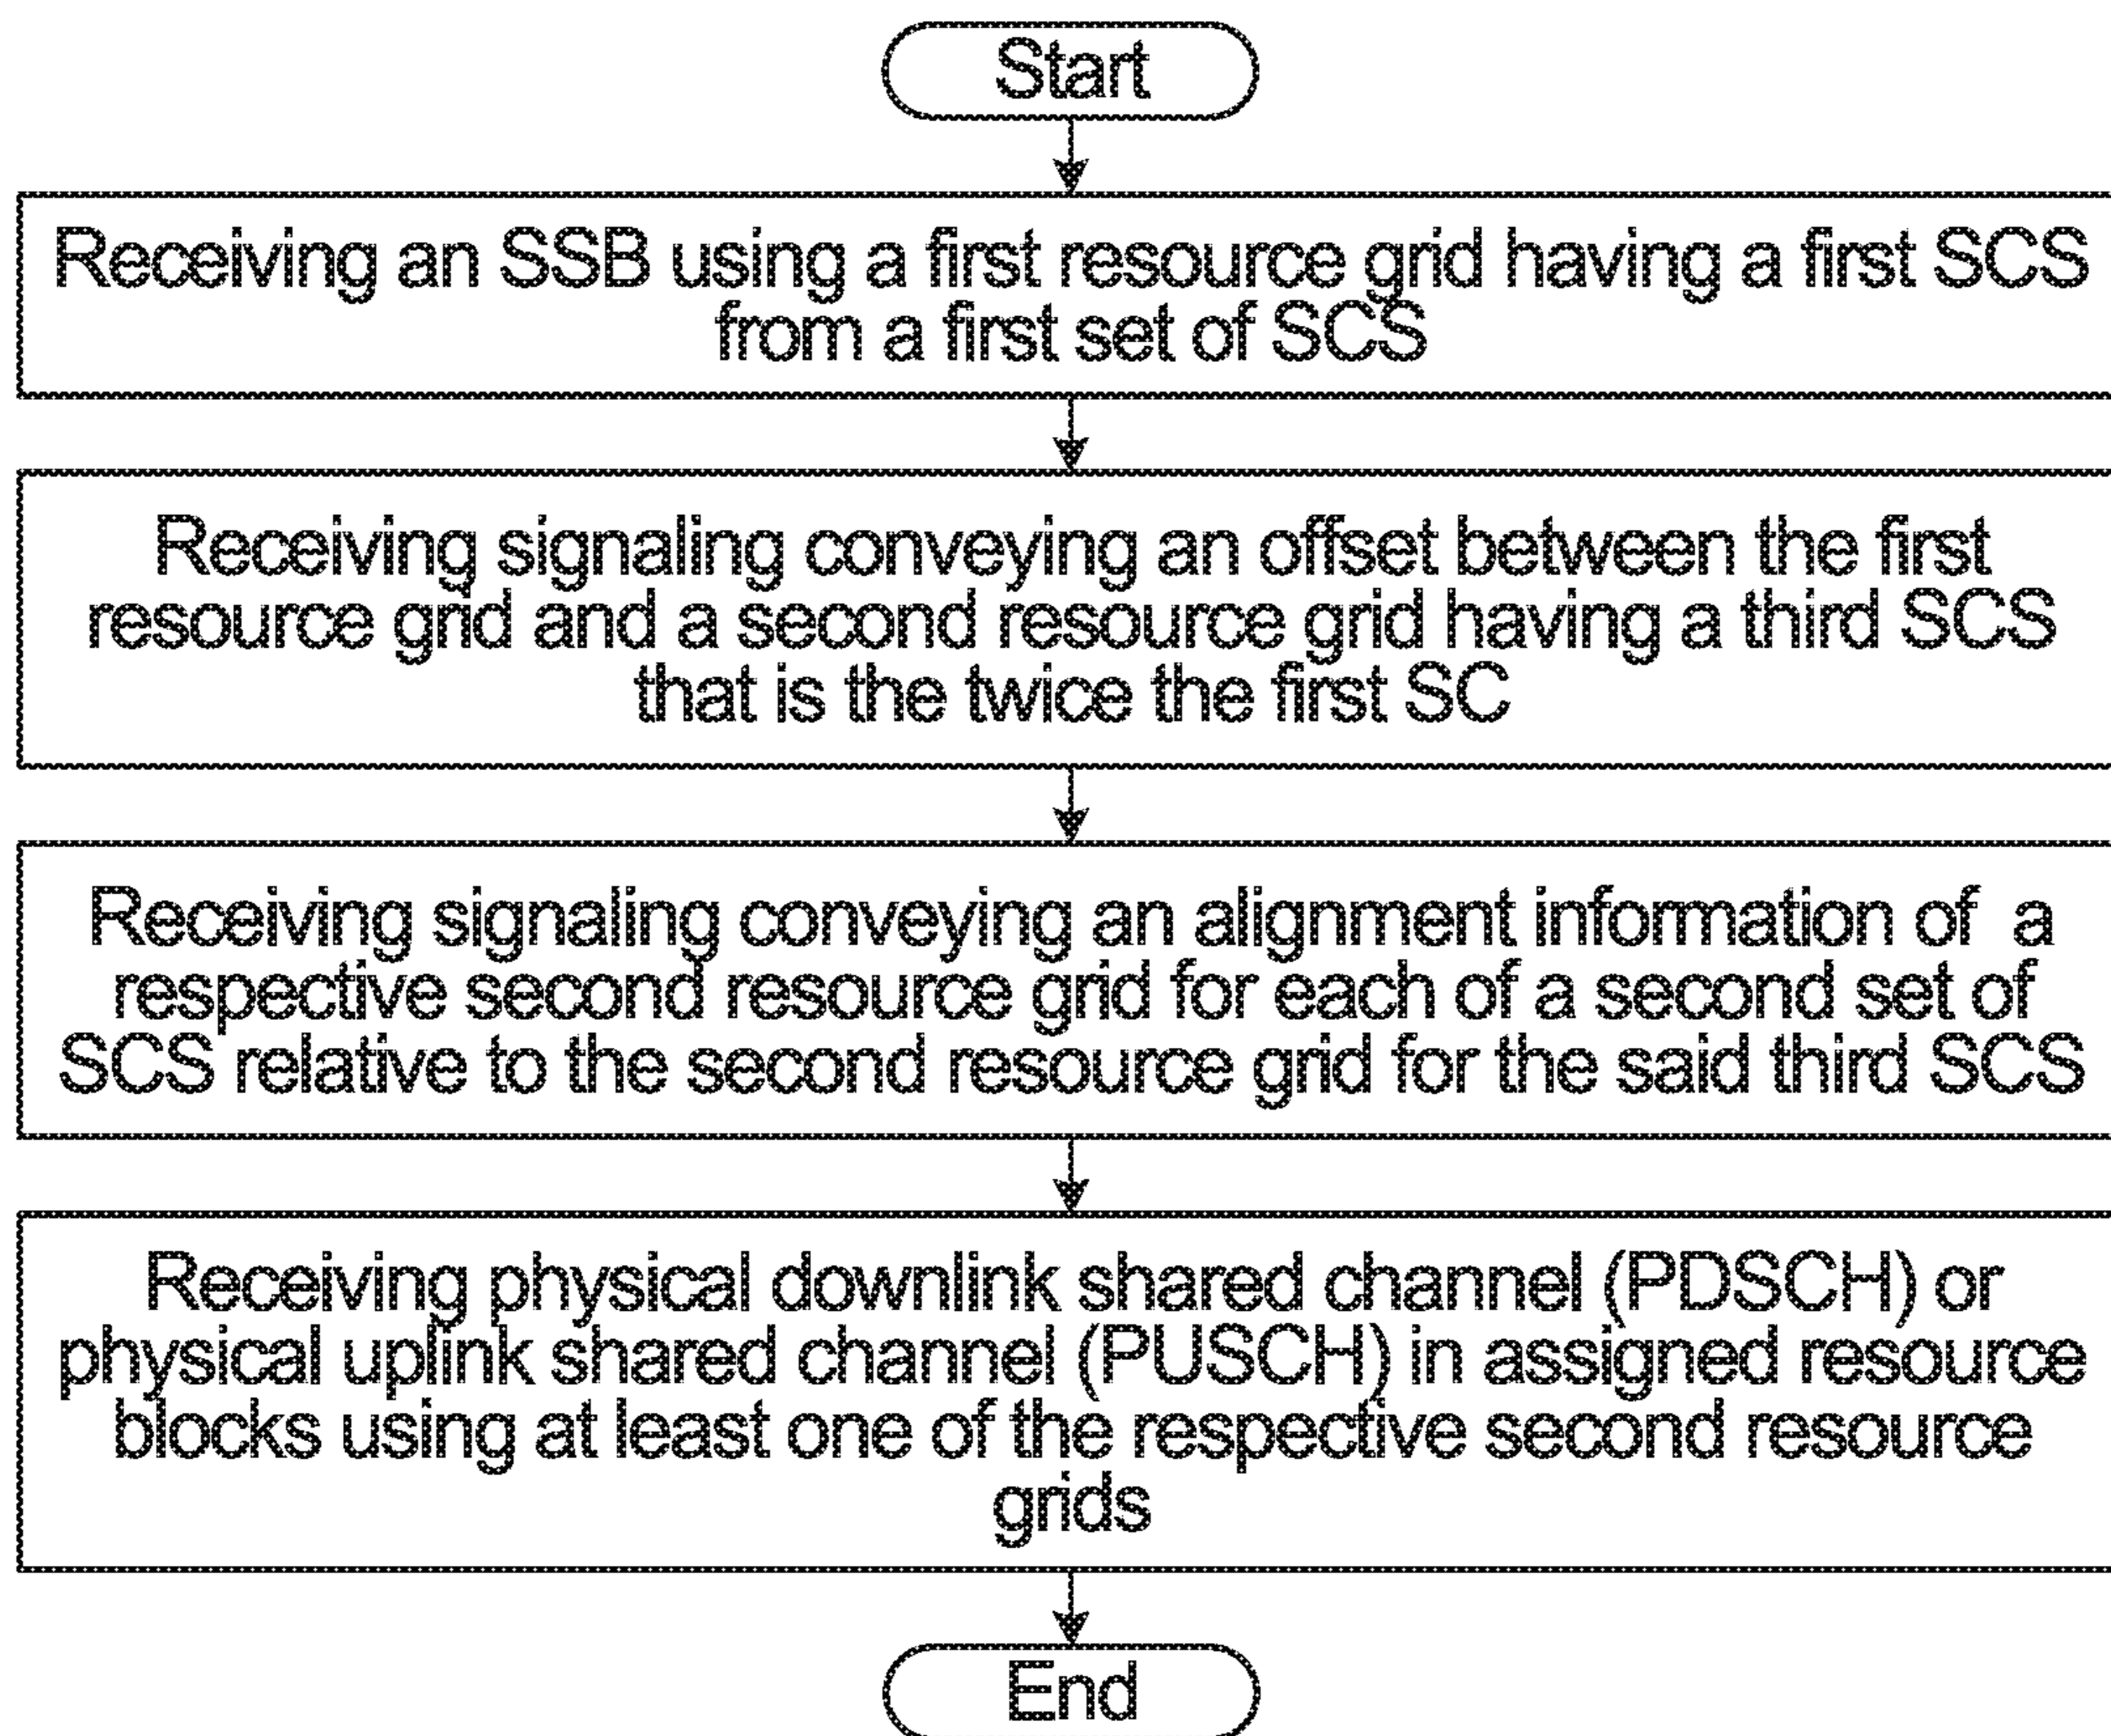 Start
Receiving an SSB using a first resource grid having a first SCS
from a first set of SCS
Receiving signaling conveying an offset between the first
resource grid and a second resource grid having a third SCS
that is the twice the first SC
Receiving signaling conveying an alignment information of a
respective second resource grid for each of a second set of
SCS relative to the second resource grid for the said third SCS
Receiving physical downlink shared channel (PDSCH) or
physical uplink shared channel (PUSCH) in assigned resource
blocks using at least one of the respective second resource
grids
End